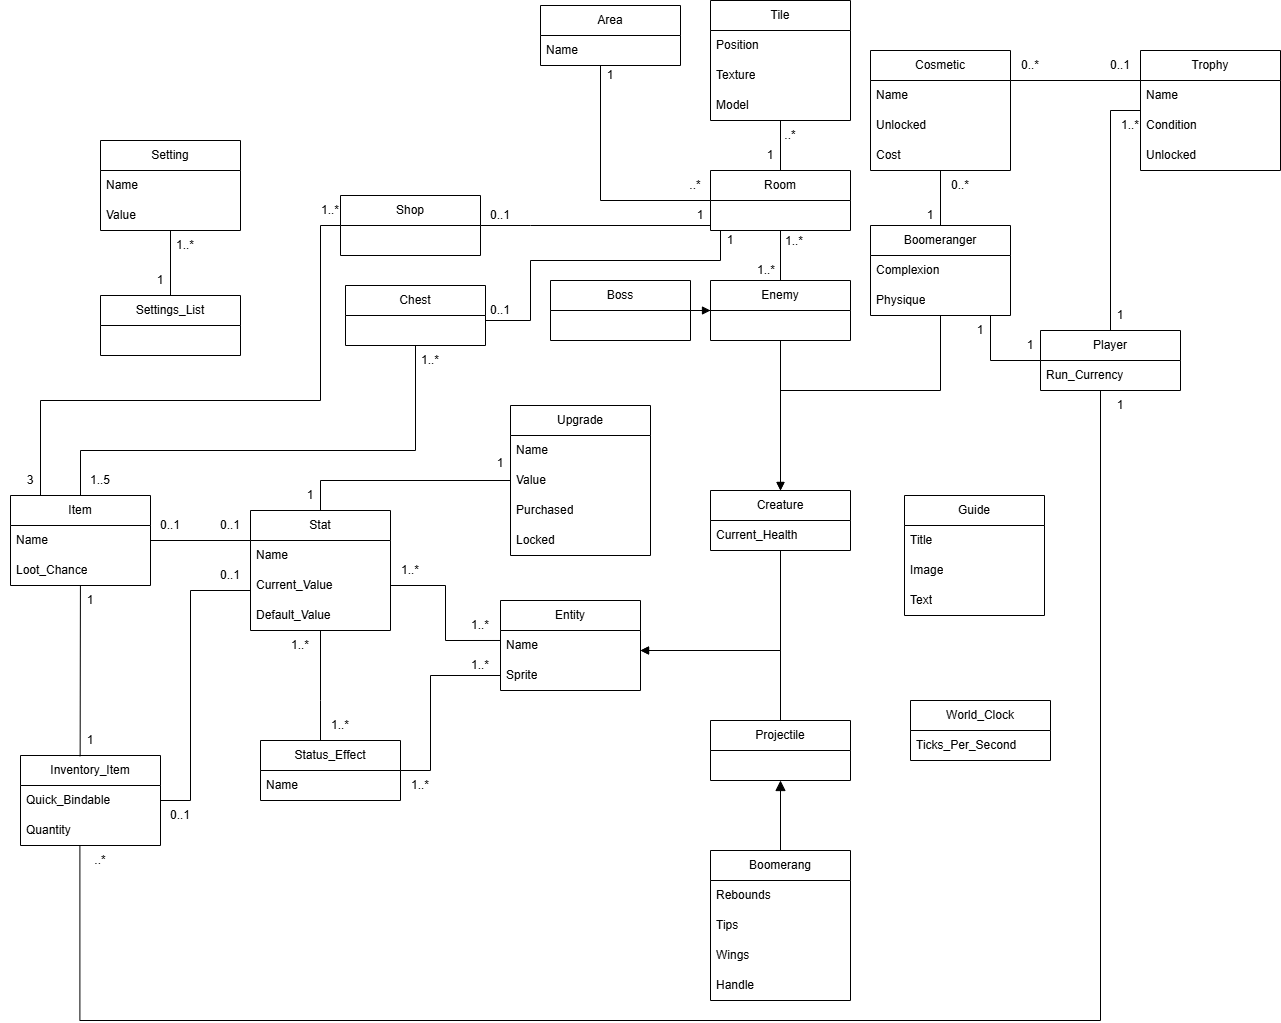 Area
Name
1
Tile
Position
Texture
Model
..*
1
Cosmetic
Name
Unlocked
Cost
0..*
0..1
Trophy
Name
Condition
Unlocked
1..*
Setting
Name
Value
1..*
1
Settings_List
1..*
Shop
0..1
..*
1
Room
1
1..*
0..*
1
Boomeranger
Complexion
Physique
1
1
1
Player
Run_Currency
1
Chest
0..1
1..*
Boss
1..*
Enemy
Upgrade
Name
Value
Purchased
Locked
1
1
3
1..5
Item
Name
Loot_Chance
0..1
0..1
1
Stat
Name
Current_Value
Default_Value
0..1
1..*
1..*
1..*
1..*
Creature
Current_Health
Guide
Title
Image
Text
Entity
Name
Sprite
1..*
Status_Effect
Name
1..*
1
Inventory_Item
Quick_Bindable
Quantity
0..1
..*
Projectile
World_Clock
Ticks_Per_Second
Boomerang
Rebounds
Tips
Wings
Handle